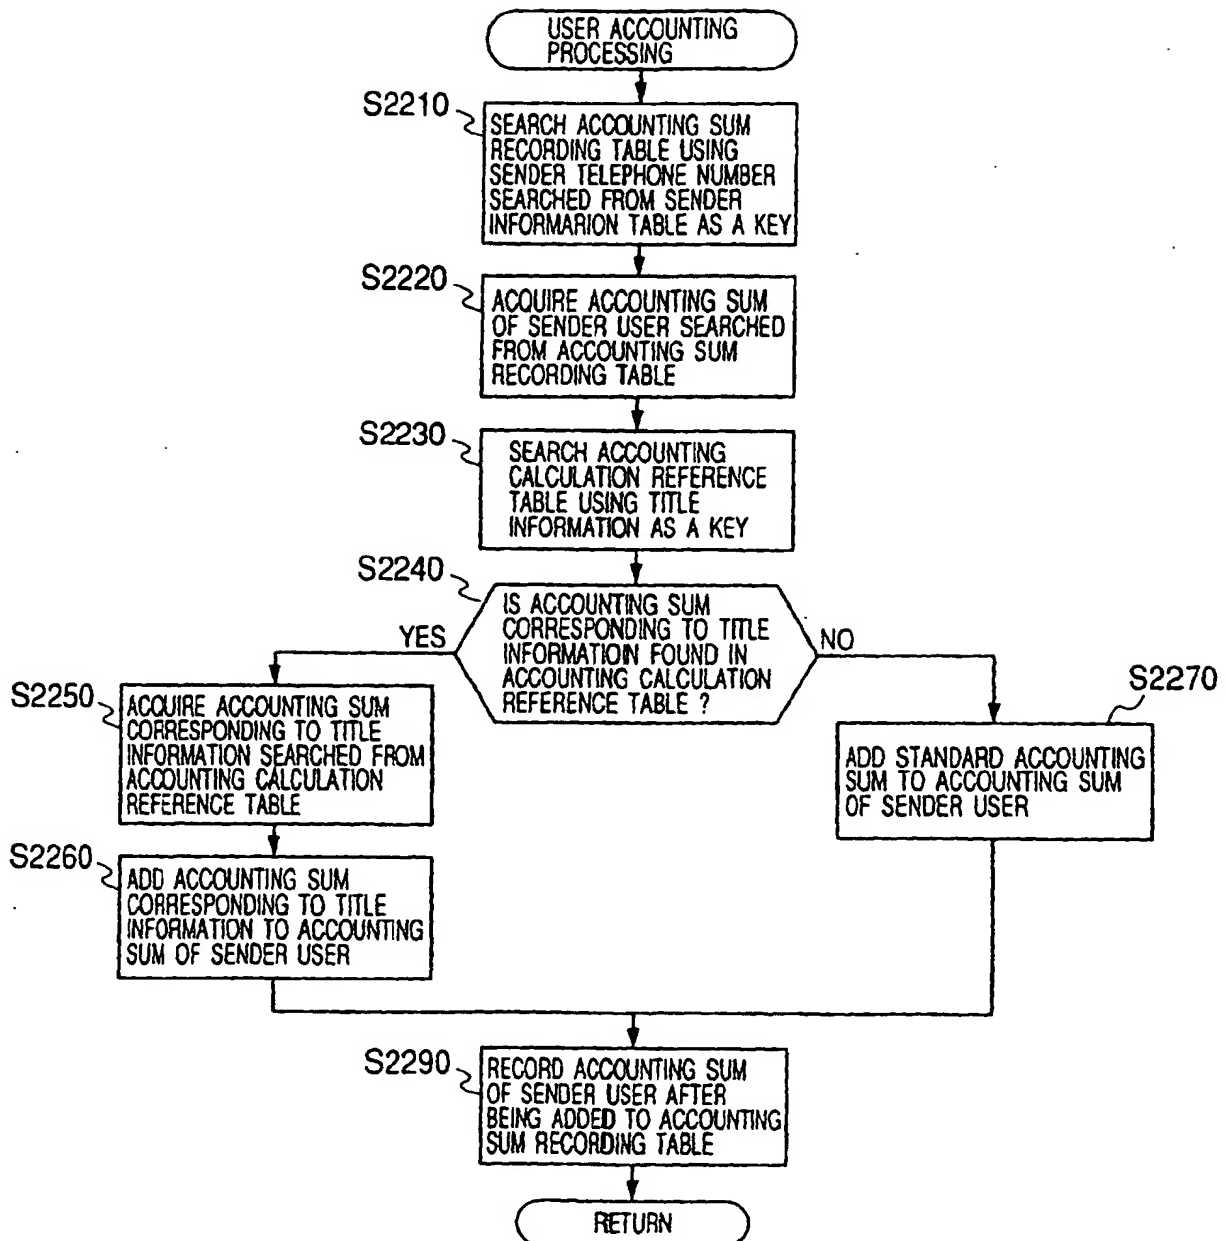 USER ACCOUNTING
PROCESSING
S2210
SEARCH ACCOUNTING SUM
RECORDING TABLE USING
SENDER TELEPHONE NUMBER
SEARCHED FROM SENDER
INFORMARION TABLE AS A KEY
S2220
ACQUIRE ACCOUNTING SUM
OF SENDER USER SEARCHED
FROM ACCOUNTING SUM
RECORDING TABLE
S2230
SEARCH ACCOUNTING
CALCULATION REFERENCE
TABLE USING TITLE
INFORMATION AS A KEY
S2240
IS ACCOUNTING SUM
CORRESPONDING TO TITLE
INFORMATIOIN FOUND IN
ACCOUNTING CALCULATION
REFERENCE TABLE ?
YES
NO
S2250
ACQUIRE ACCOUNTING SUM
CORRESPONDING TO TITLE
INFORMATION SEARCHED FROM
ACCOUNTING CALCULATION
REFERENCE TABLE
S2270
ADD STANDARD ACCOUNTING
SUM TO ACCOUNTING SUM
OF SENDER USER
S2260
ADD ACCOUNTING SUM
CORRESPONDING TO TITLE
INFORMATION TO ACCOUNTING
SUM OF SENDER USER
S2290
RECORD ACCOUNTING SUM
OF SENDER USER AFTER
BEING ADDED TO ACCOUNTING
SUM RECORDING TABLE
RETURN